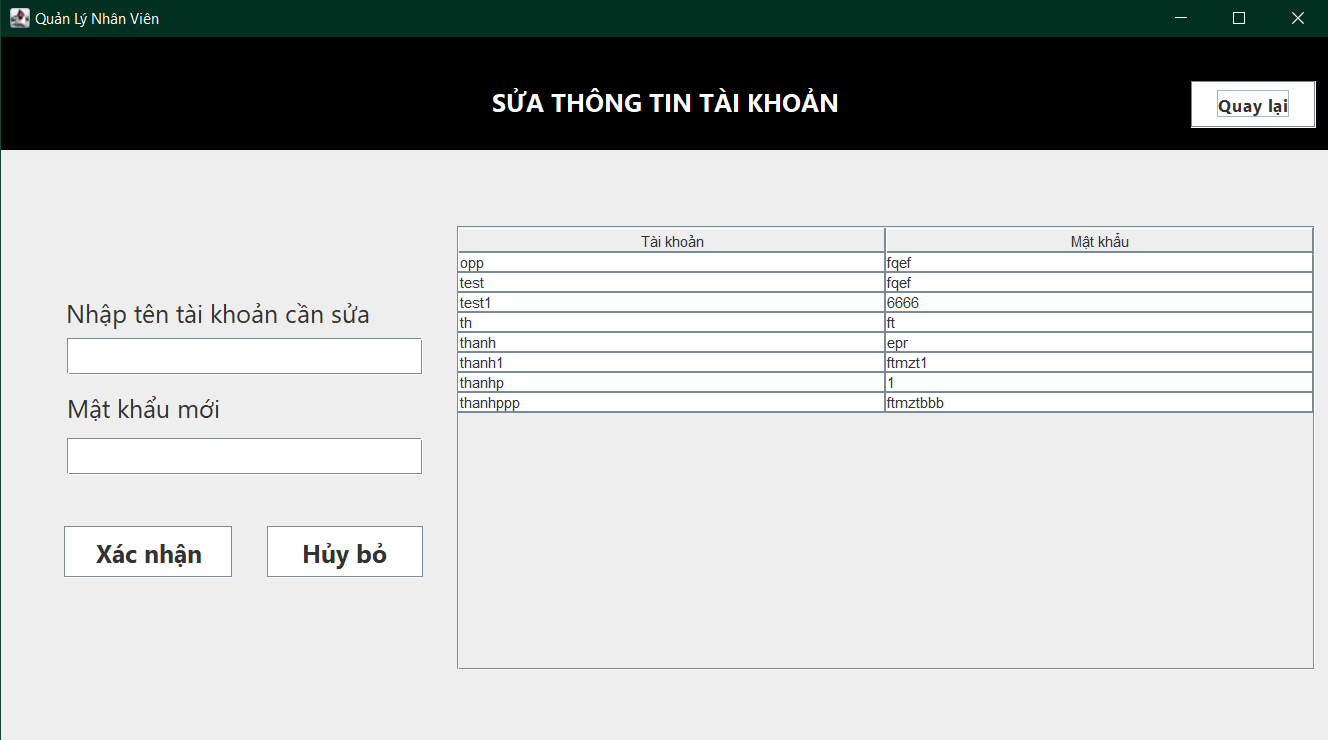 Quản Lý Nhân Viên
SỬA THÔNG TIN TÀI KHOẢN
Quay lại
Nhập tên tài khoản cần sửa
Mật khẩu mới
Xác nhận
Hủy bỏ
Tài khoản Mật khẩu
opp fqef
test fqef
test1 6666
th ft
thanh epr
thanh1 ftmzt1
thanhp 1
thanhppp ftmztbbb